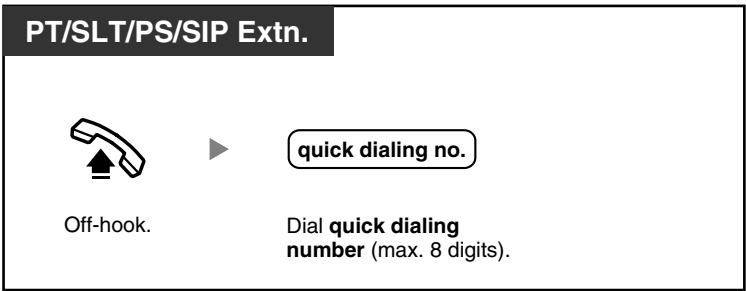 PT/SLT/PS/SIP Extn.
quick dialing no.
Off-hook.
Dial quick dialing
number (max. 8 digits).